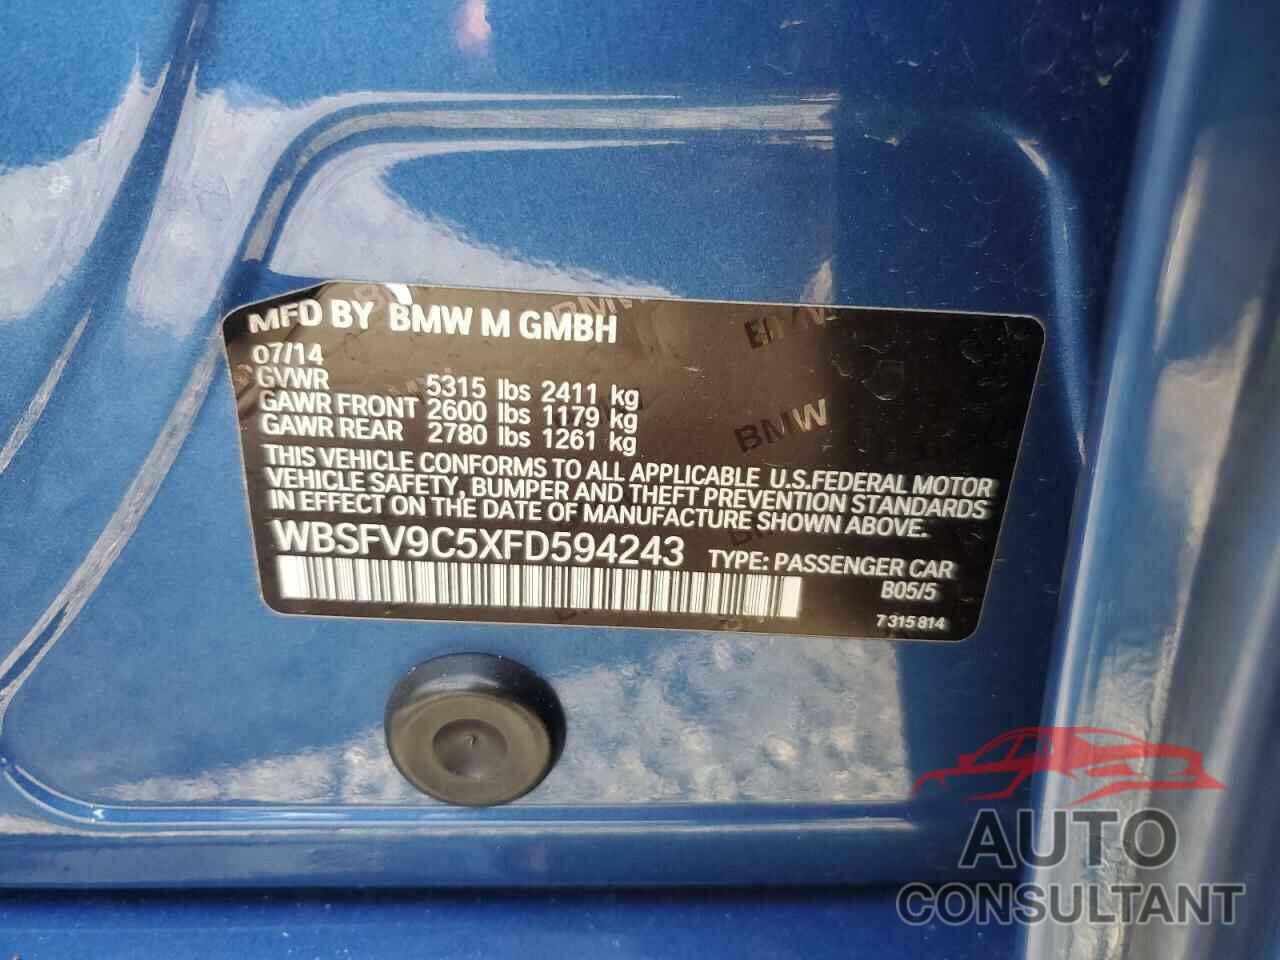 MFD BY BMW M GMBH
07/14
GVWR 5315 lbs 2411 kg
GAWR FRONT 2600 lbs 1179 kg
GAWR REAR 2780 lbs 1261 kg
THIS VEHICLE CONFORMS TO ALL APPLICABLE U.S.FEDERAL MOTOR
VEHICLE SAFETY, BUMPER AND THEFT PREVENTION STANDARDS
IN EFFECT ON THE DATE OF MANUFACTURE SHOWN ABOVE.
WBSFV9C5XFD594243 TYPE: PASSENGER CAR
B05/5
7 315 814
BMW
BMW
BMW
AUTO
CONSULTANT